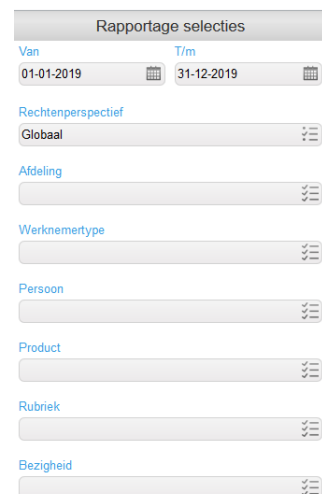 Rapportage selecties
Van T/m
01-01-2019 31-12-2019
Rechtenperspectief
Globaal
Afdeling
Werknemertype
Persoon
Product
Rubriek
Bezigheid